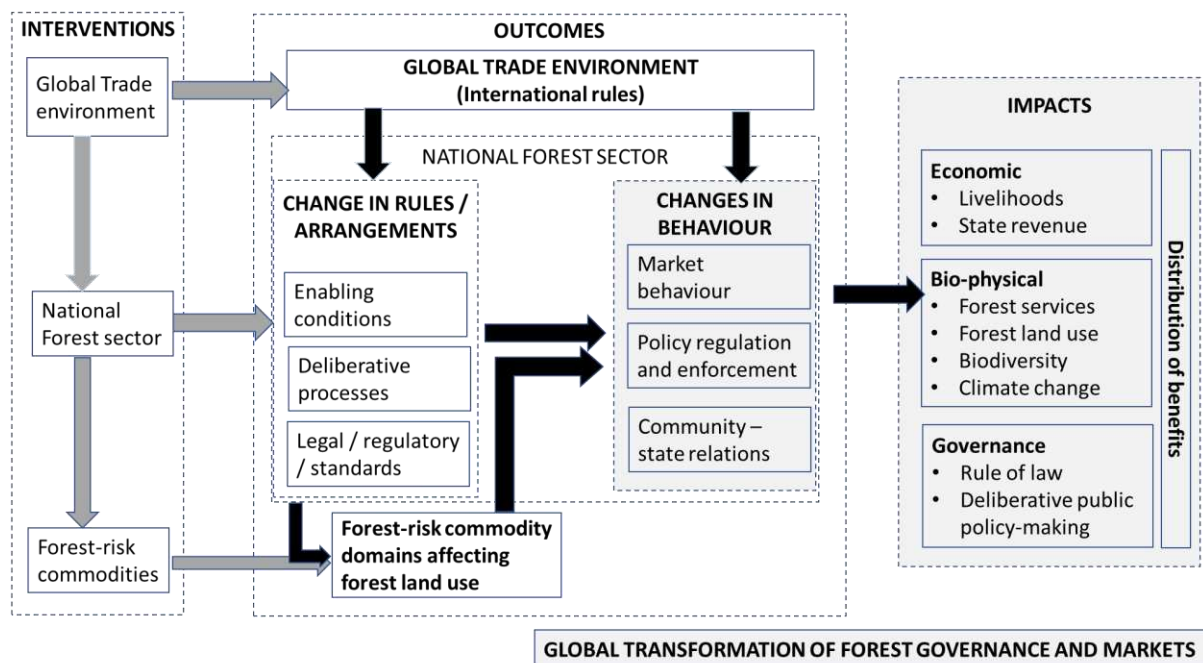 INTERVENTIONS
Global Trade
environment
National
Forest sector
Forest-risk
commodities
OUTCOMES
GLOBAL TRADE ENVIRONMENT
(International rules)
NATIONAL FOREST SECTOR
CHANGE IN RULES /
ARRANGEMENTS
Enabling
conditions
Deliberative
processes
Legal / regulatory
/ standards
CHANGES IN
BEHAVIOUR
Market
behaviour
Policy regulation
and enforcement
Community –
state relations
Forest-risk commodity
domains affecting
forest land use
IMPACTS
Economic
• Livelihoods
• State revenue
Bio-physical
• Forest services
• Forest land use
• Biodiversity
• Climate change
Governance
• Rule of law
• Deliberative public
policy-making
Distribution of benefits
GLOBAL TRANSFORMATION OF FOREST GOVERNANCE AND MARKETS